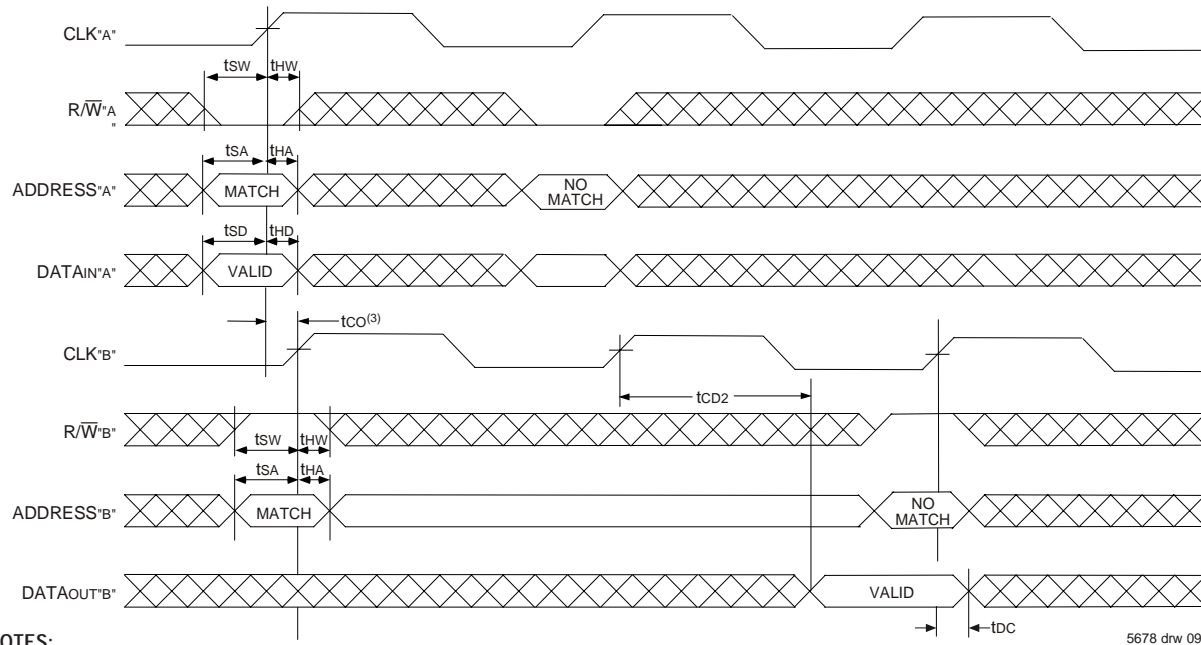 CLK"A"
tSW tHW
R/W"A
"
tSA tHA
ADDRESS"A" MATCH NO MATCH
tSD tHD
DATAIN"A" VALID
tCO(3)
CLK"B"
tCD2
R/W"B"
tSW tHW
tSA tHA
ADDRESS"B" MATCH NO MATCH
DATAOUT"B" VALID
tDC
OTES:
5678 drw 09